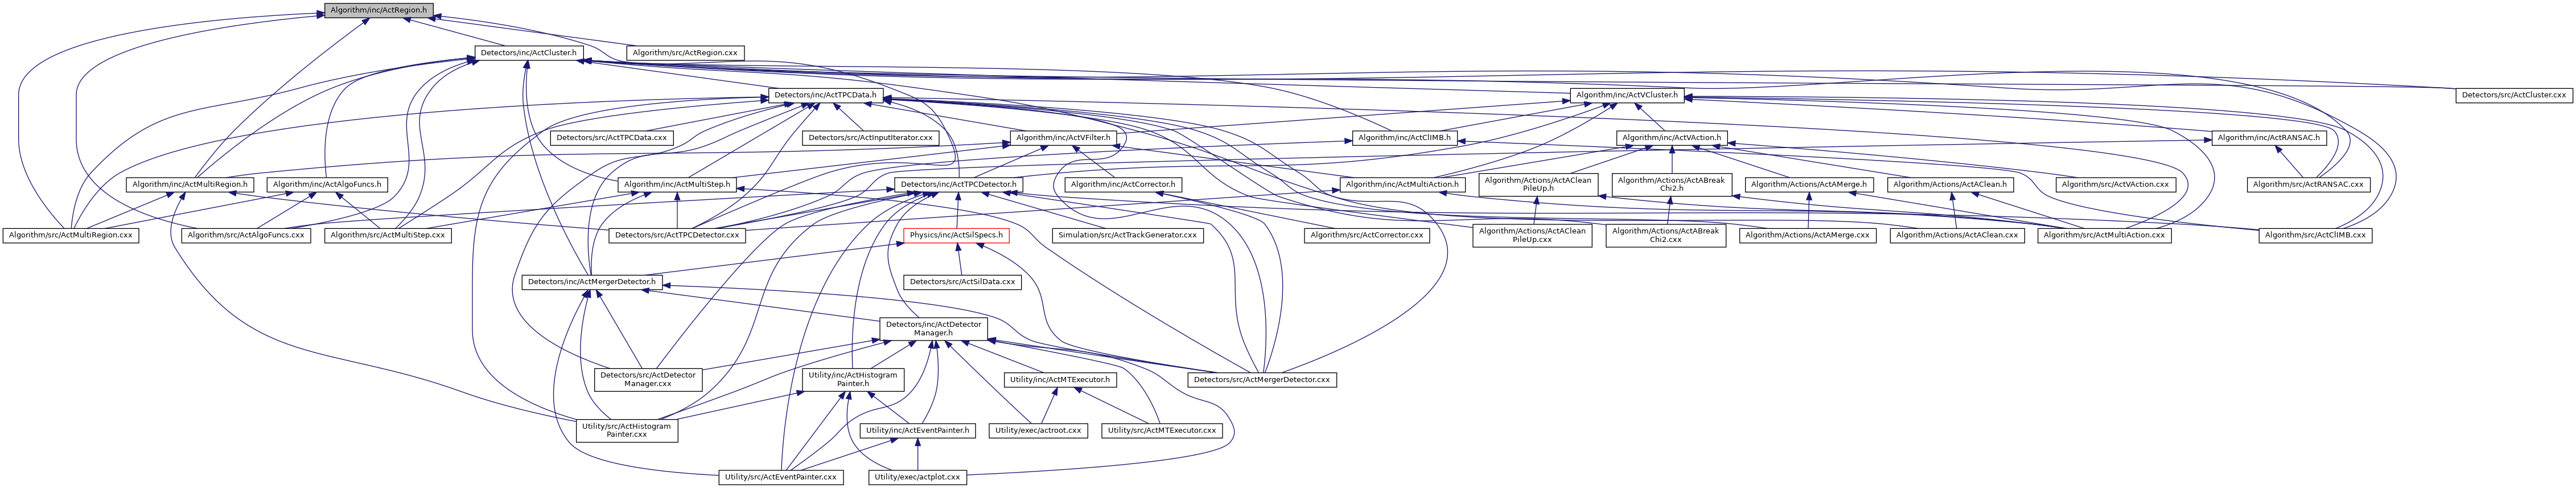 Algorithm/inc/ActRegion.h
Detectors/inc/ActCluster.h
Algorithm/src/ActRegion.cxx
Detectors/inc/ActTPCData.h
Algorithm/inc/ActVCluster.h
Detectors/src/ActCluster.cxx
Detectors/src/ActTPCData.cxx
Detectors/src/ActInputIterator.cxx
Algorithm/inc/ActVFilter.h
Algorithm/inc/ActClIMB.h
Algorithm/inc/ActVAction.h
Algorithm/inc/ActRANSAC.h
Algorithm/inc/ActMultiRegion.h
Algorithm/inc/ActAlgoFuncs.h
Algorithm/inc/ActMultiStep.h
Detectors/inc/ActTPCDetector.h
Algorithm/inc/ActCorrector.h
Algorithm/inc/ActMultiAction.h
Algorithm/Actions/ActAClean
PileUp.h
Algorithm/Actions/ActABreak
Chi2.h
Algorithm/Actions/ActAMerge.h
Algorithm/Actions/ActAClean.h
Algorithm/src/ActVAction.cxx
Algorithm/src/ActRANSAC.cxx
Algorithm/src/ActMultiRegion.cxx
Algorithm/src/ActAlgoFuncs.cxx
Algorithm/src/ActMultiStep.cxx
Detectors/src/ActTPCDetector.cxx
Physics/inc/ActSilSpecs.h
Simulation/src/ActTrackGenerator.cxx
Algorithm/src/ActCorrector.cxx
Algorithm/Actions/ActAClean
PileUp.cxx
Algorithm/Actions/ActABreak
Chi2.cxx
Algorithm/Actions/ActAMerge.cxx
Algorithm/Actions/ActAClean.cxx
Algorithm/src/ActMultiAction.cxx
Algorithm/src/ActClIMB.cxx
Detectors/inc/ActMergerDetector.h
Detectors/src/ActSilData.cxx
Detectors/inc/ActDetector
Manager.h
Detectors/src/ActDetector
Manager.cxx
Utility/inc/ActHistogram
Painter.h
Utility/inc/ActMTExecutor.h
Detectors/src/ActMergerDetector.cxx
Utility/src/ActHistogram
Painter.cxx
Utility/inc/ActEventPainter.h
Utility/exec/actroot.cxx
Utility/src/ActMTExecutor.cxx
Utility/src/ActEventPainter.cxx
Utility/exec/actplot.cxx